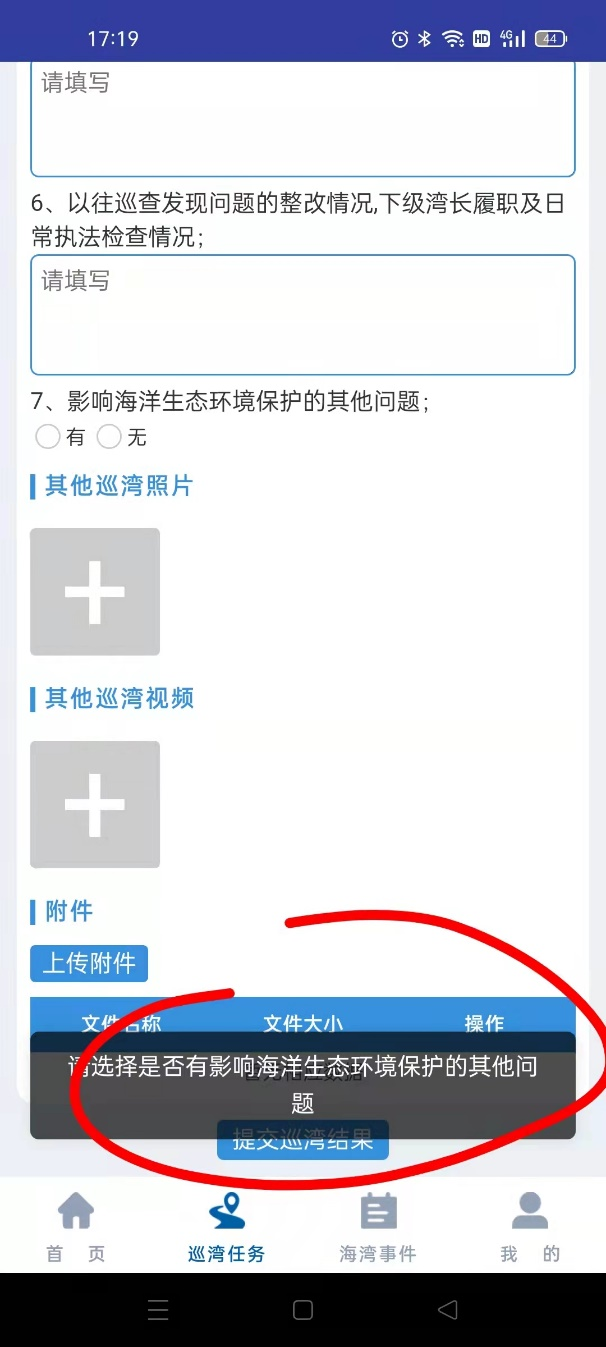 17:19
HD
4G
44
请填写
6、以往巡查发现问题的整改情况,下级湾长履职及日
常执法检查情况；
请填写
7、影响海洋生态环境保护的其他问题；
有 无
其他巡湾照片
其他巡湾视频
附件
上传附件
文件名称 文件大小 操作
请选择是否有影响海洋生态环境保护的其他问
题
提交巡湾结果
首 页 巡湾任务 海湾事件 我 的